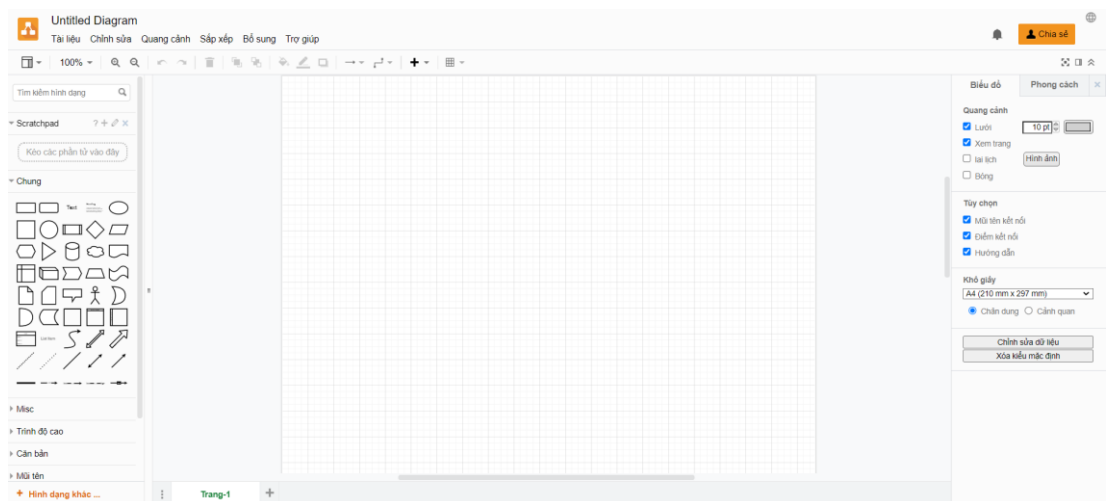 Untitled Diagram
Tài liệu Chỉnh sửa Quang cảnh Sắp xếp Bổ sung Trợ giúp
Chia sẻ
100%
Tìm kiếm hình dạng
Scratchpad
?
Kéo các phần tử vào đây
Chung
Text
Misc
Trình độ cao
Căn bản
Mũi tên
+ Hình dạng khác ...
Trang-1
Biểu đồ Phong cách
Quang cảnh
Lưới 10 pt
Xem trang
lai lịch Hình ảnh
Bóng
Tùy chọn
Mũi tên kết nối
Điểm kết nối
Hướng dẫn
Khổ giấy
A4 (210 mm x 297 mm)
Chân dung Cảnh quan
Chỉnh sửa dữ liệu
Xóa kiểu mặc định